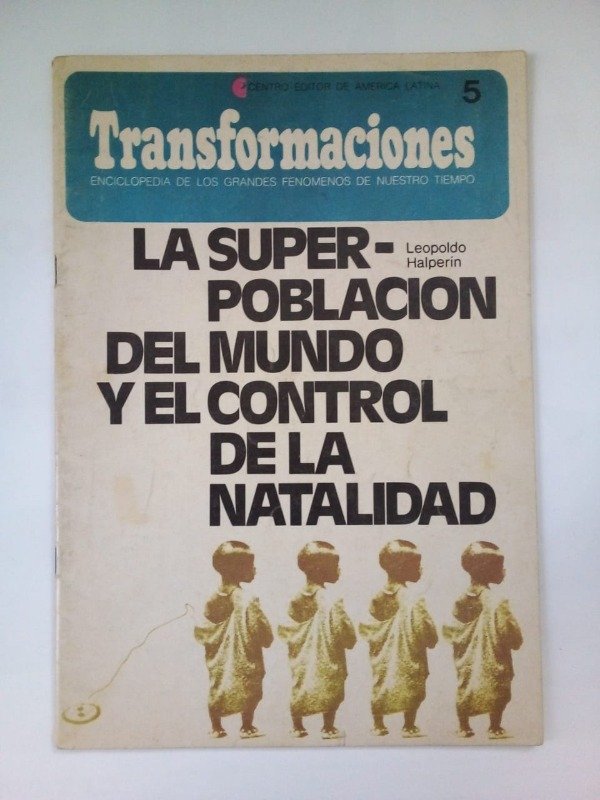 CENTRO EDITOR DE AMERICA LATINA 5
Transformaciones
ENCICLOPEDIA DE LOS GRANDES FENOMENOS DE NUESTRO TIEMPO
LA SUPER-
POBLACION
DEL MUNDO
Y EL CONTROL
DE LA
NATALIDAD
Leopoldo
Halperín